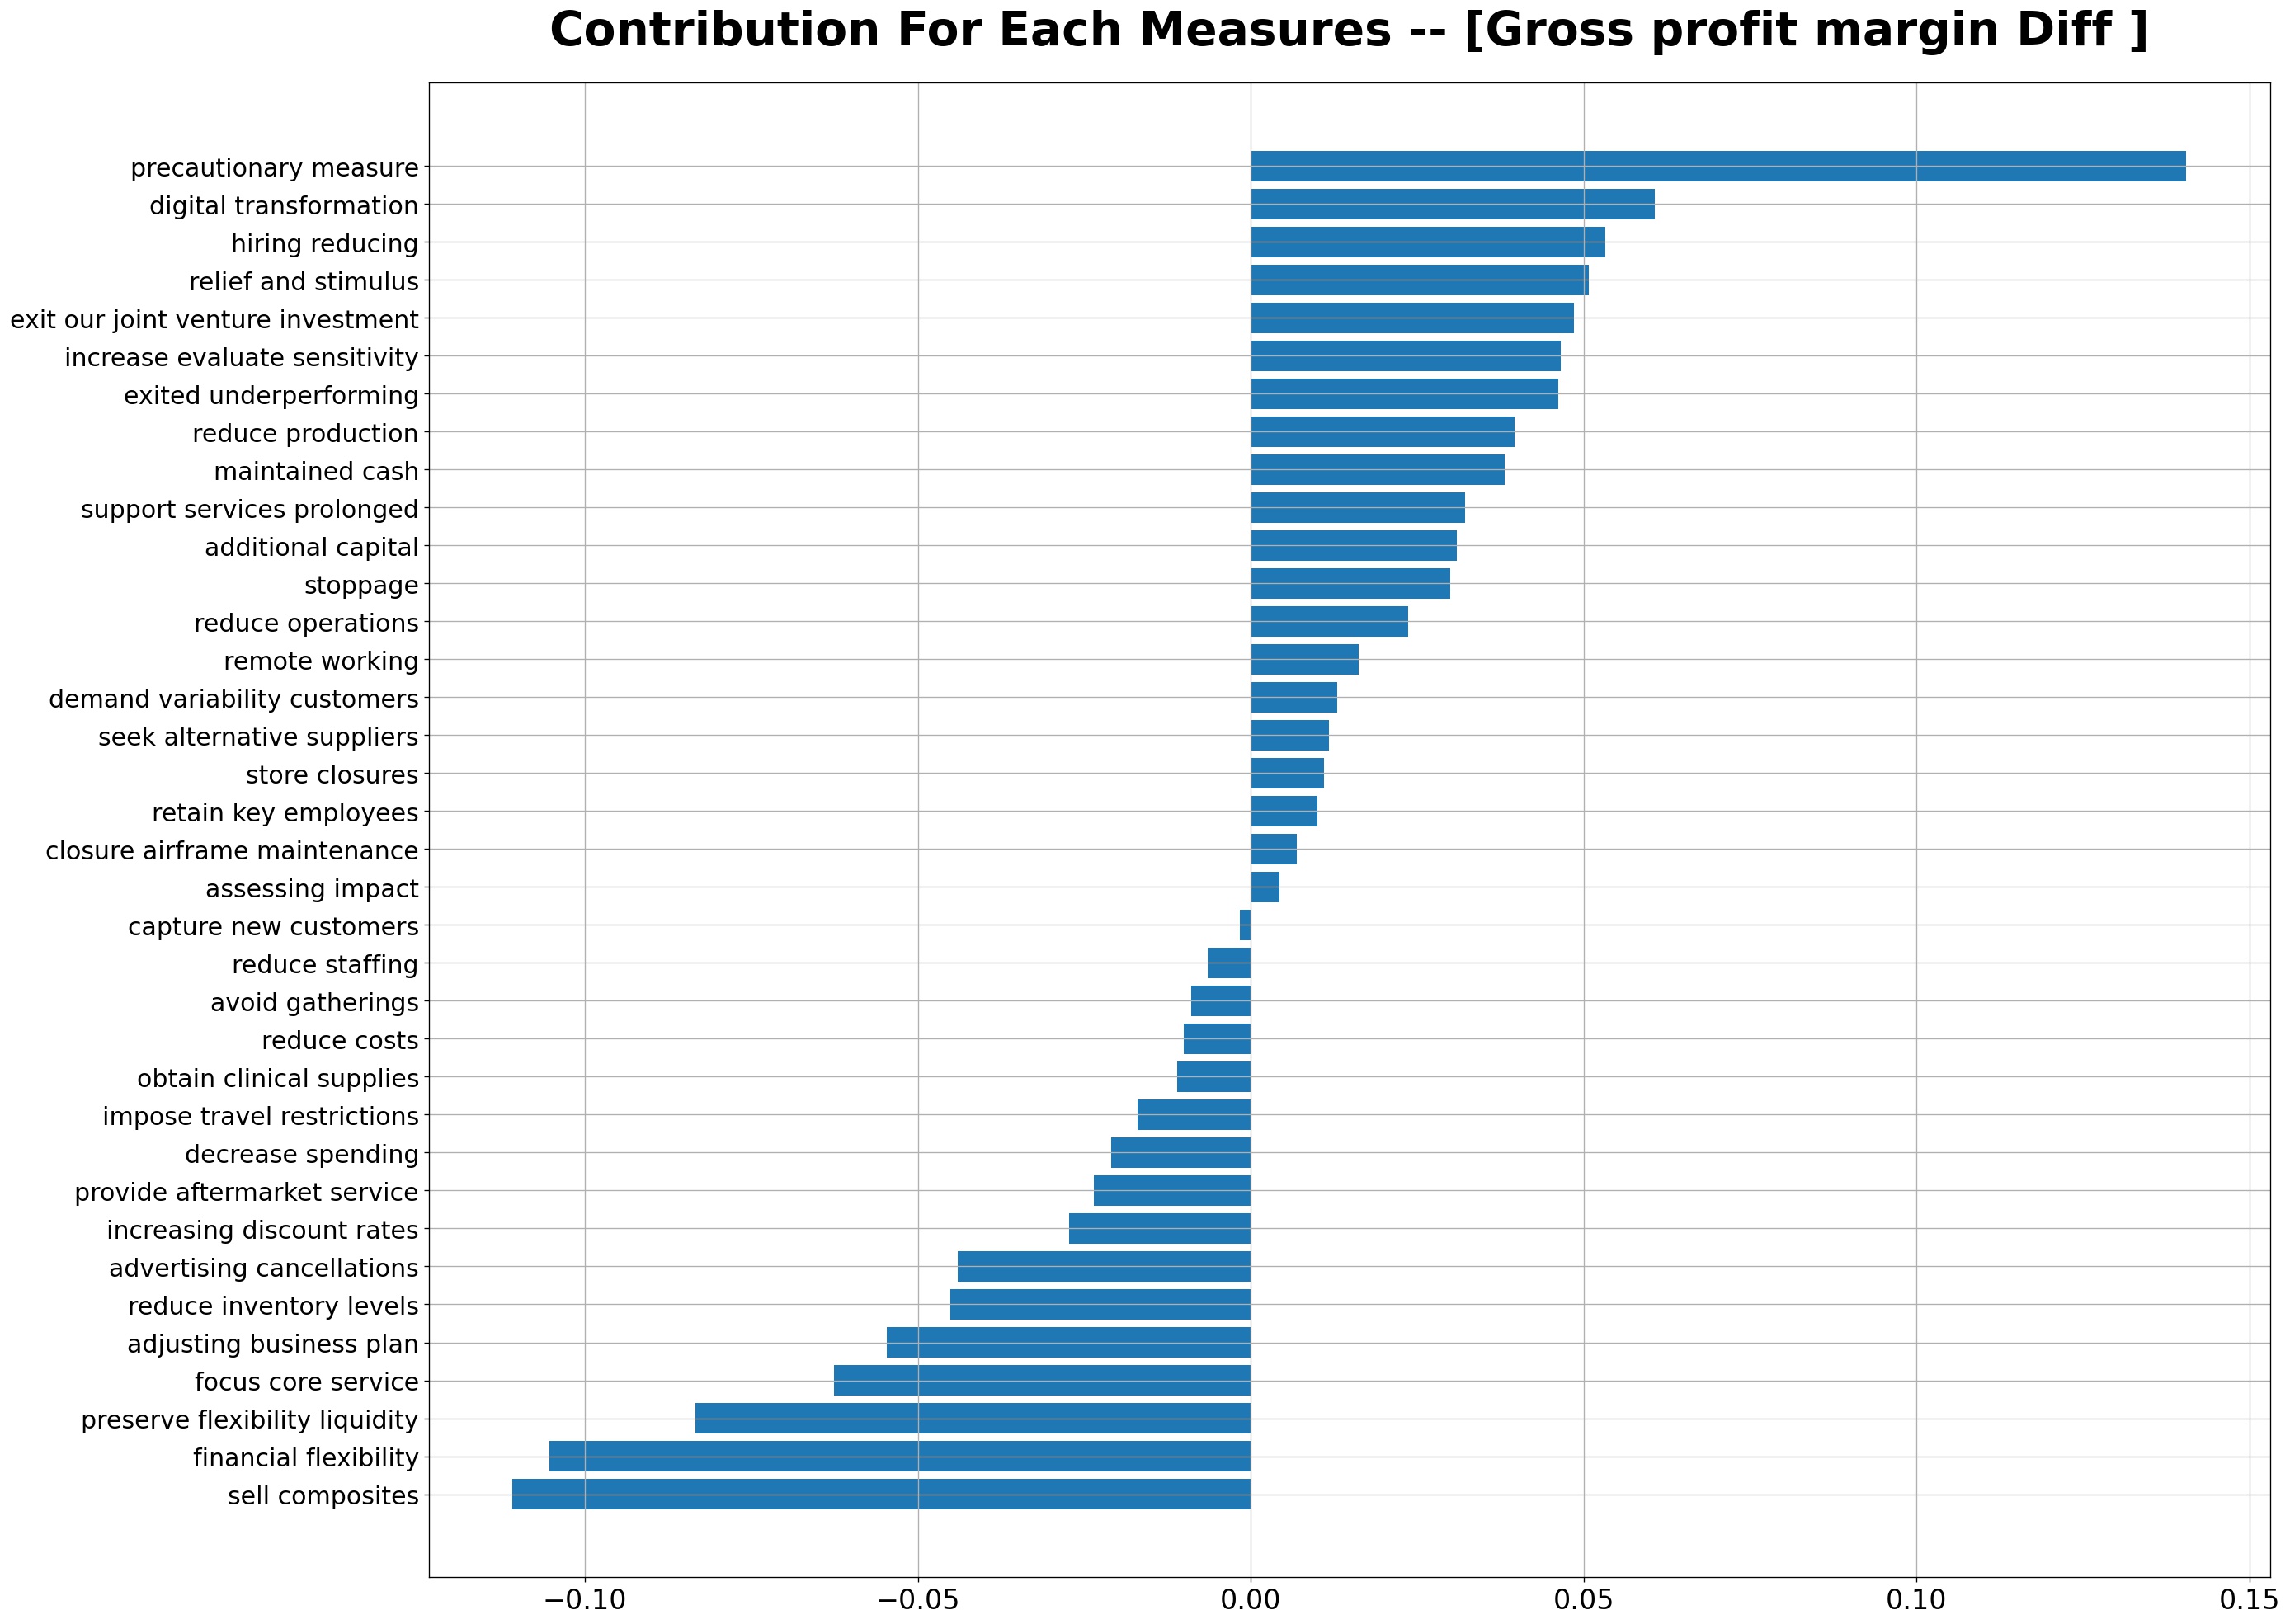 Contribution For Each Measures -- [Gross profit margin Diff ]
precautionary measure
digital transformation
hiring reducing
relief and stimulus
exit our joint venture investment
increase evaluate sensitivity
exited underperforming
reduce production
maintained cash
support services prolonged
additional capital
stoppage
reduce operations
remote working
demand variability customers
seek alternative suppliers
store closures
retain key employees
closure airframe maintenance
assessing impact
capture new customers
reduce staffing
avoid gatherings
reduce costs
obtain clinical supplies
impose travel restrictions
decrease spending
provide aftermarket service
increasing discount rates
advertising cancellations
reduce inventory levels
adjusting business plan
focus core service
preserve flexibility liquidity
financial flexibility
sell composites
−0.10 −0.05 0.00 0.05 0.10 0.15